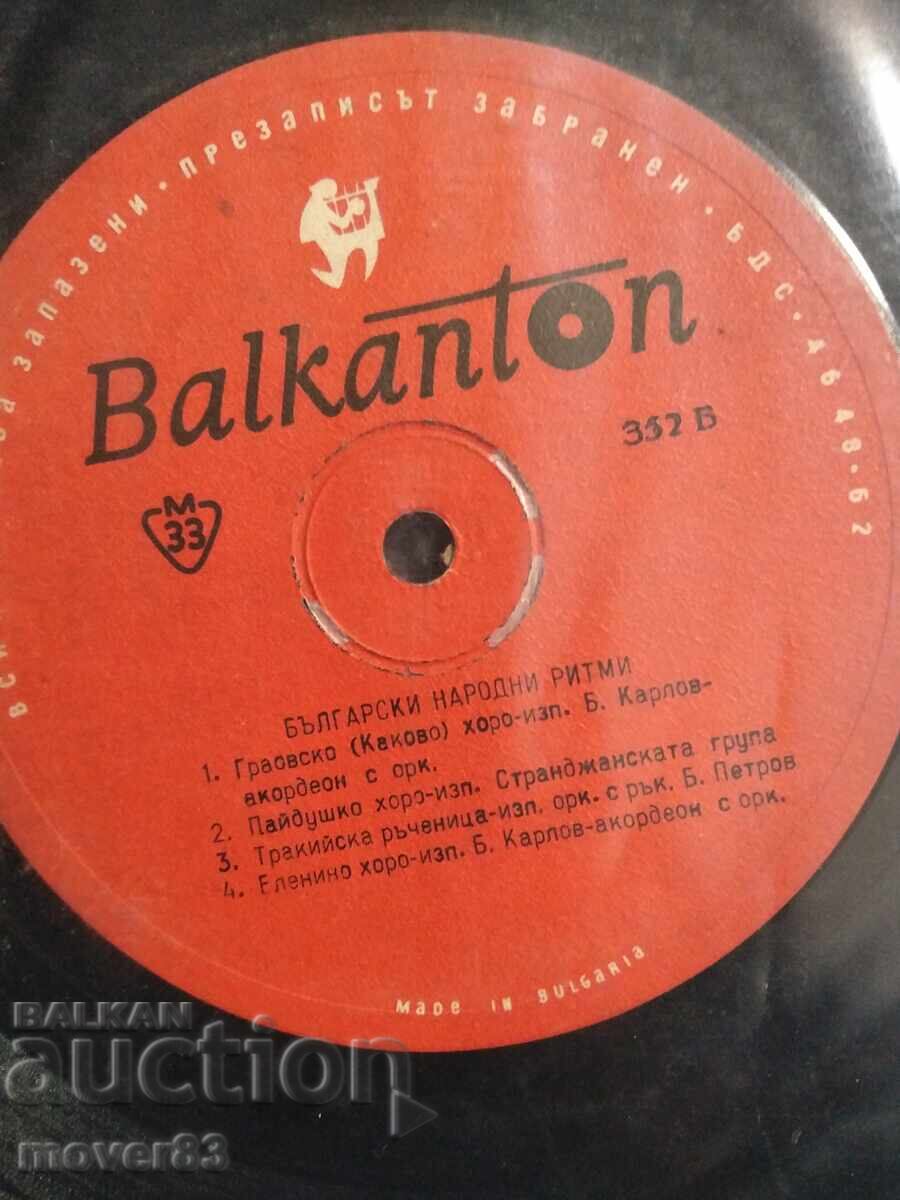 запазени · презаписът забранен · БДС · 4648 · 62
Balkanton
352 Б
М
33
БЪЛГАРСКИ НАРОДНИ РИТМИ
1. Граовско (Каково) хоро-изп. Б. Карлов-
акордеон с орк.
2. Пайдушко хоро-изп. Странджанската група
3. Тракийска ръченица-изп. орк. с рък. Б. Петров
4. Еленино хоро-изп. Б. Карлов-акордеон с орк.
MADE IN BULGARIA
BALKAN
auction
mover83